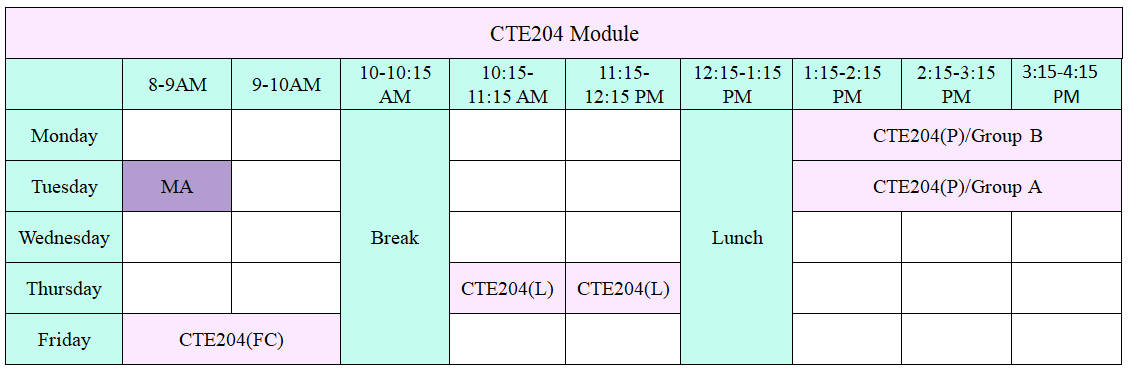 CTE204 Module
8-9AM 9-10AM 10-10:15 AM 10:15-11:15 AM 11:15-12:15 PM 12:15-1:15 PM 1:15-2:15 PM 2:15-3:15 PM 3:15-4:15 PM
Monday CTE204(P)/Group B
Tuesday MA CTE204(P)/Group A
Wednesday Break Lunch
Thursday CTE204(L) CTE204(L)
Friday CTE204(FC)